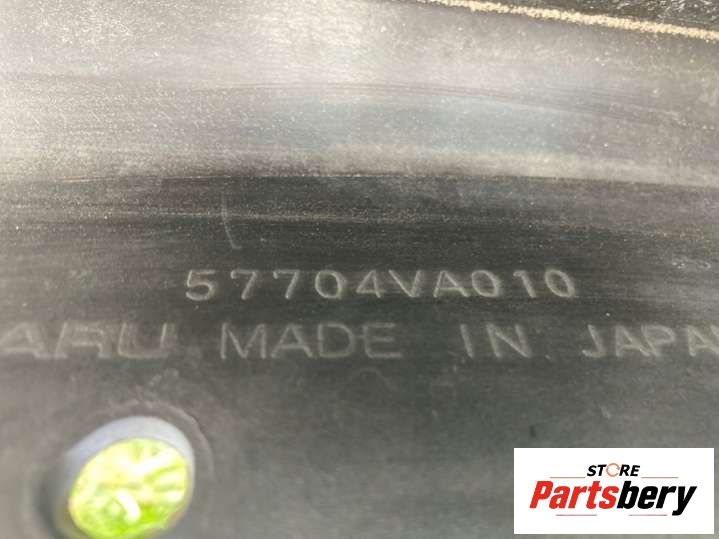 57704VA010
ARU MADE IN JAPA
STORE
Partsbery